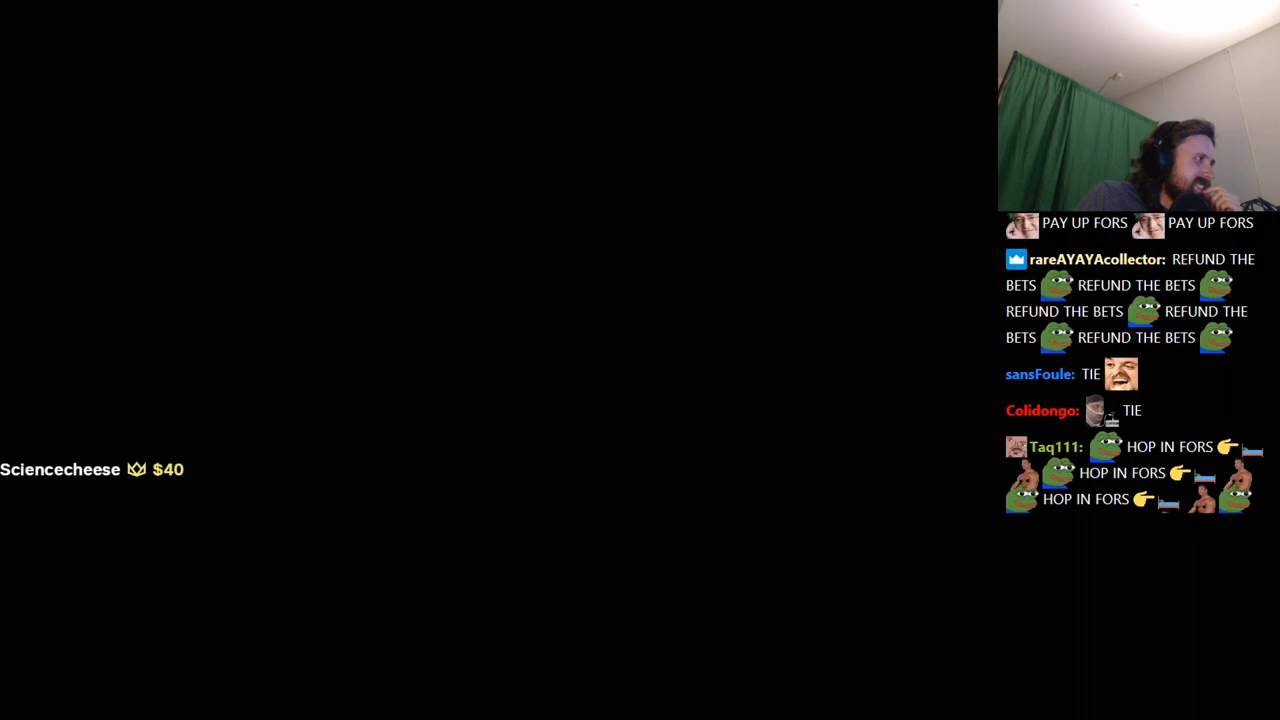 PAY UP FORS PAY UP FORS
rareAYAYAcollector: REFUND THE
BETS REFUND THE BETS
REFUND THE BETS REFUND THE
BETS REFUND THE BETS
sansFoule: TIE
Colidongo: TIE
Taq111: HOP IN FORS
HOP IN FORS
HOP IN FORS
Sciencecheese $40